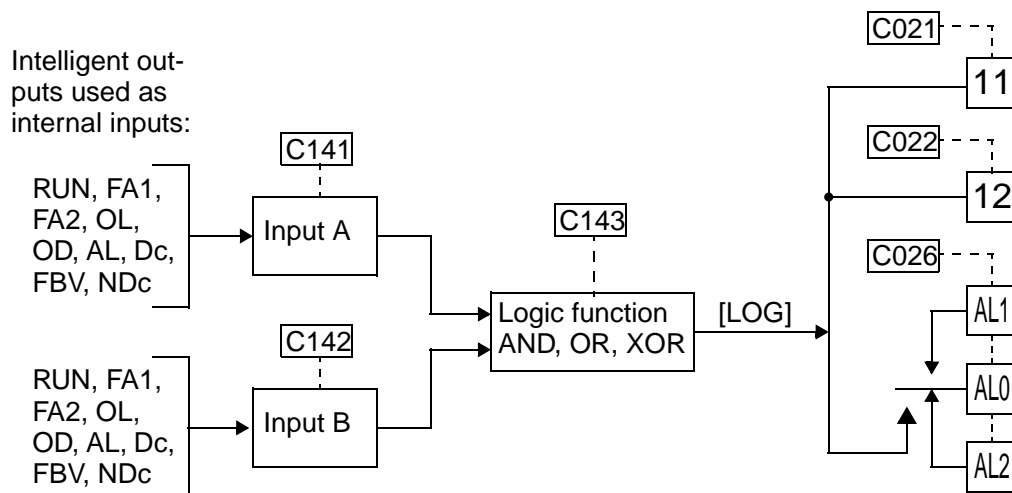 Intelligent out-
puts used as
internal inputs:
RUN, FA1,
FA2, OL,
OD, AL, Dc,
FBV, NDc
C141
Input A
RUN, FA1,
FA2, OL,
OD, AL, Dc,
FBV, NDc
C142
Input B
C143
Logic function
AND, OR, XOR
[LOG]
C021
11
C022
12
C026
AL1
AL0
AL2